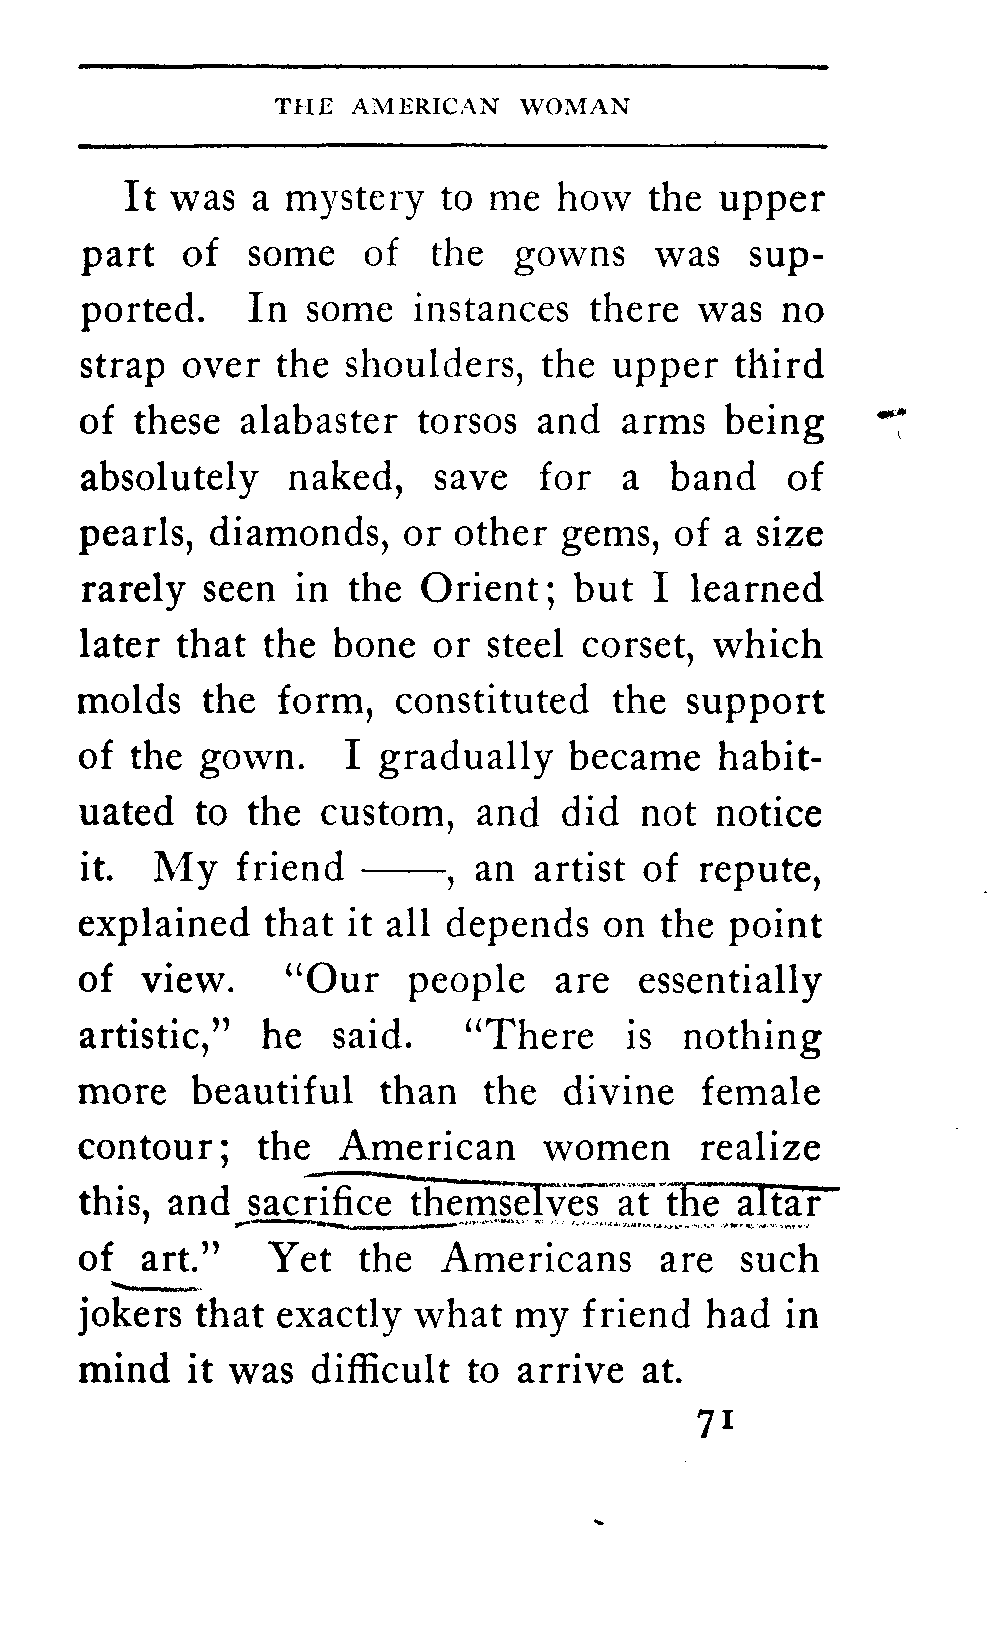 THE AMERICAN WOMAN
It was a mystery to me how the upper
part of some of the gowns was sup-
ported. In some instances there was no
strap over the shoulders, the upper third
of these alabaster torsos and arms being
absolutely naked, save for a band of
pearls, diamonds, or other gems, of a size
rarely seen in the Orient; but I learned
later that the bone or steel corset, which
molds the form, constituted the support
of the gown. I gradually became habit-
uated to the custom, and did not notice
it. My friend ——, an artist of repute,
explained that it all depends on the point
of view. "Our people are essentially
artistic," he said. "There is nothing
more beautiful than the divine female
contour; the American women realize
this, and sacrifice themselves at the altar
of art." Yet the Americans are such
jokers that exactly what my friend had in
mind it was difficult to arrive at.
71